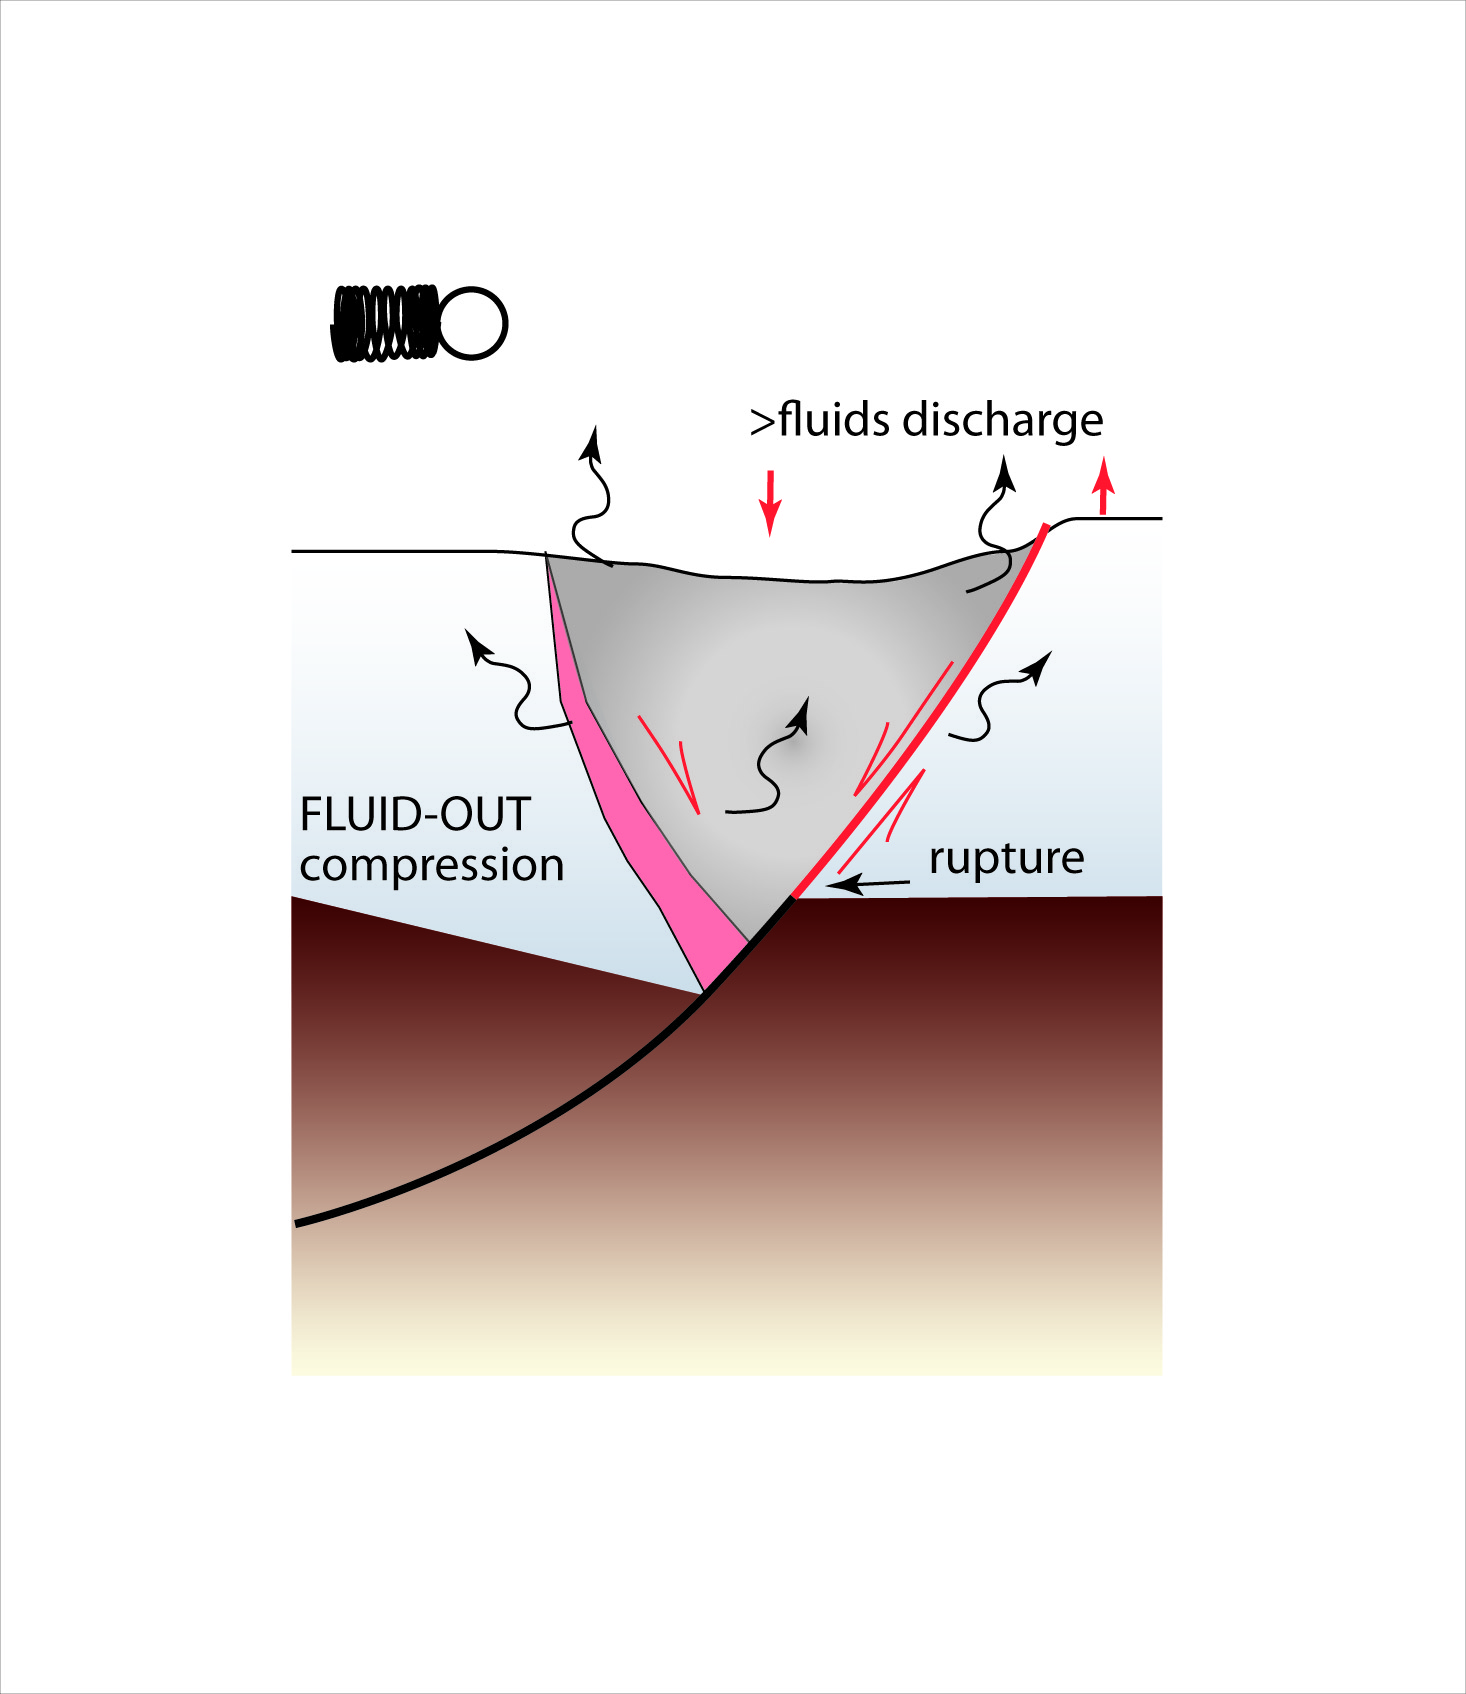 >fluids discharge
FLUID-OUT
compression
rupture